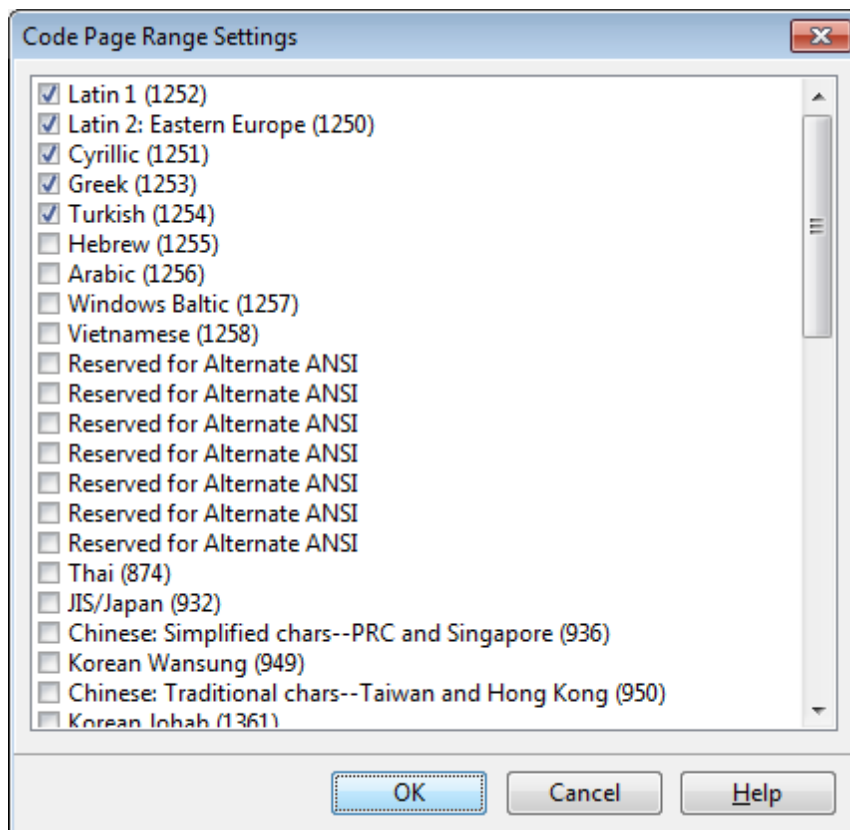 Code Page Range Settings
Latin 1 (1252)
Latin 2: Eastern Europe (1250)
Cyrillic (1251)
Greek (1253)
Turkish (1254)
Hebrew (1255)
Arabic (1256)
Windows Baltic (1257)
Vietnamese (1258)
Reserved for Alternate ANSI
Reserved for Alternate ANSI
Reserved for Alternate ANSI
Reserved for Alternate ANSI
Reserved for Alternate ANSI
Reserved for Alternate ANSI
Reserved for Alternate ANSI
Thai (874)
JIS/Japan (932)
Chinese: Simplified chars--PRC and Singapore (936)
Korean Wansung (949)
Chinese: Traditional chars--Taiwan and Hong Kong (950)
Korean Johab (1361)
OK Cancel Help